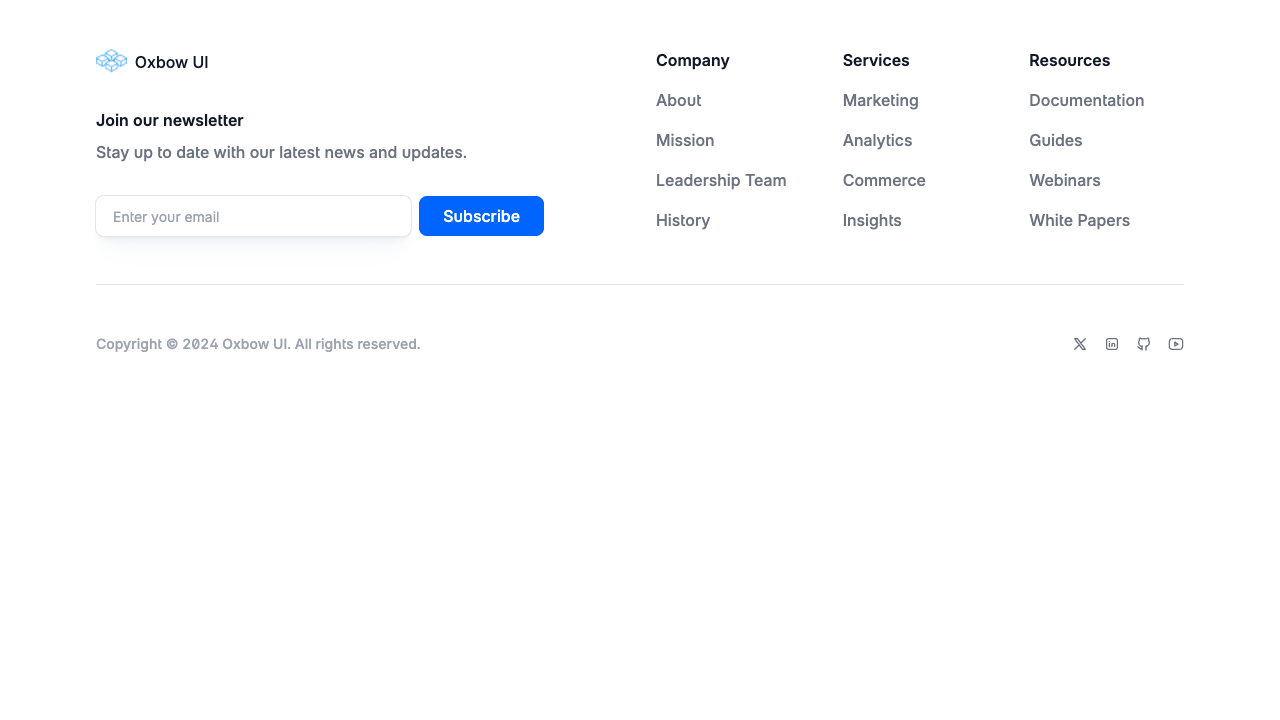 Oxbow UI
Join our newsletter
Stay up to date with our latest news and updates.
Enter your email
Subscribe
Company
About
Mission
Leadership Team
History
Services
Marketing
Analytics
Commerce
Insights
Resources
Documentation
Guides
Webinars
White Papers
Copyright © 2024 Oxbow UI. All rights reserved.